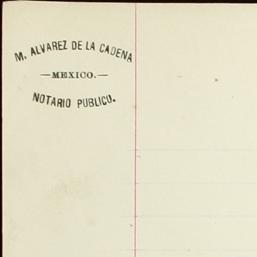 M. ALVAREZ DE LA CADENA
—MEXICO.—
NOTARIO PUBLICO.